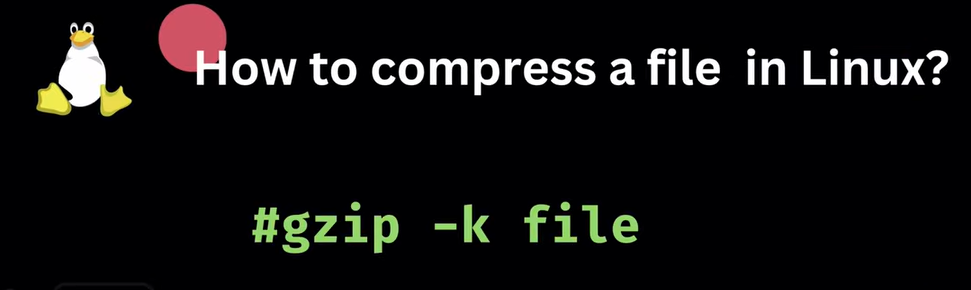 How to compress a file in Linux?
#gzip -k file